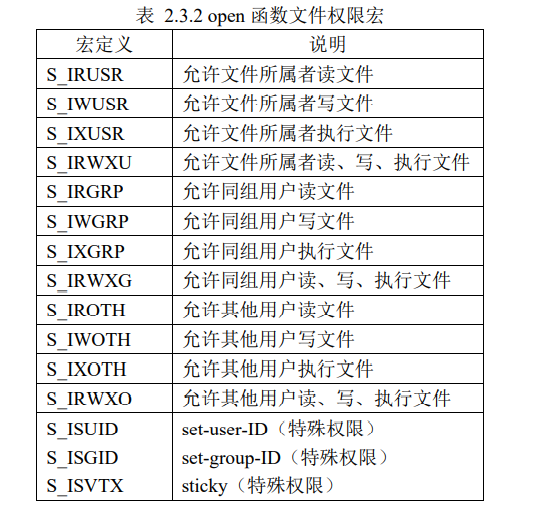 表 2.3.2 open 函数文件权限宏
宏定义 说明
S_IRUSR 允许文件所属者读文件
S_IWUSR 允许文件所属者写文件
S_IXUSR 允许文件所属者执行文件
S_IRWXU 允许文件所属者读、写、执行文件
S_IRGRP 允许同组用户读文件
S_IWGRP 允许同组用户写文件
S_IXGRP 允许同组用户执行文件
S_IRWXG 允许同组用户读、写、执行文件
S_IROTH 允许其他用户读文件
S_IWOTH 允许其他用户写文件
S_IXOTH 允许其他用户执行文件
S_IRWXO 允许其他用户读、写、执行文件
S_ISUID set-user-ID（特殊权限）
S_ISGID set-group-ID（特殊权限）
S_ISVTX sticky（特殊权限）